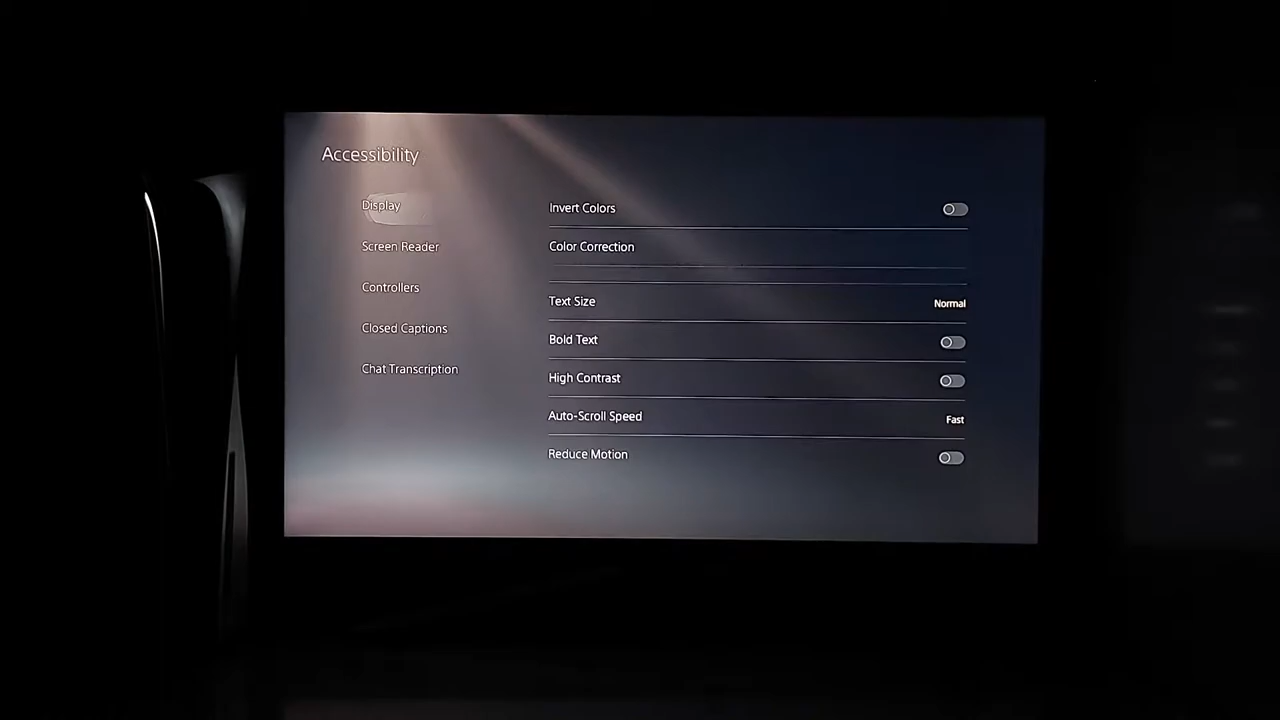 Accessibility
Display
Screen Reader
Controllers
Closed Captions
Chat Transcription
Invert Colors
Color Correction
Text Size Normal
Bold Text
High Contrast
Auto-Scroll Speed Fast
Reduce Motion